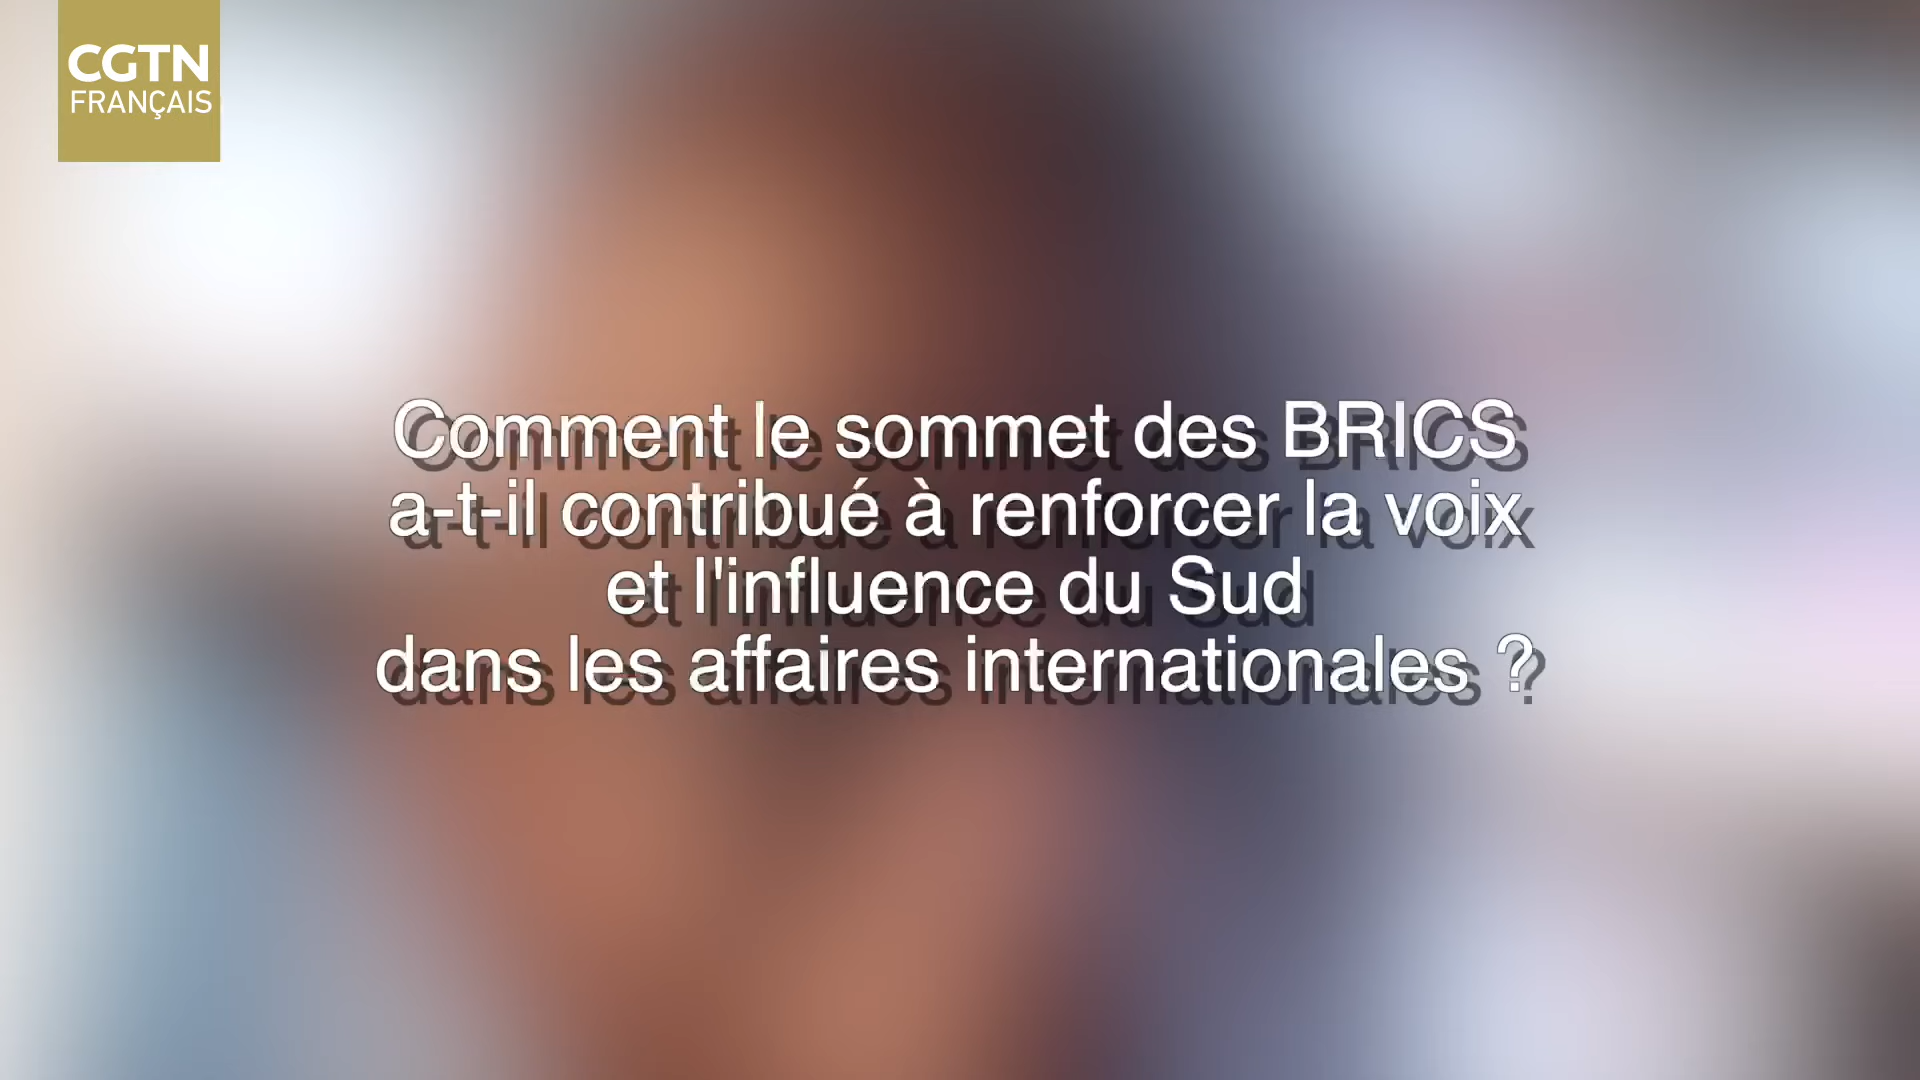 CGTN
FRANÇAIS
Comment le sommet des BRICS
a-t-il contribué à renforcer la voix
et l'influence du Sud
dans les affaires internationales ?